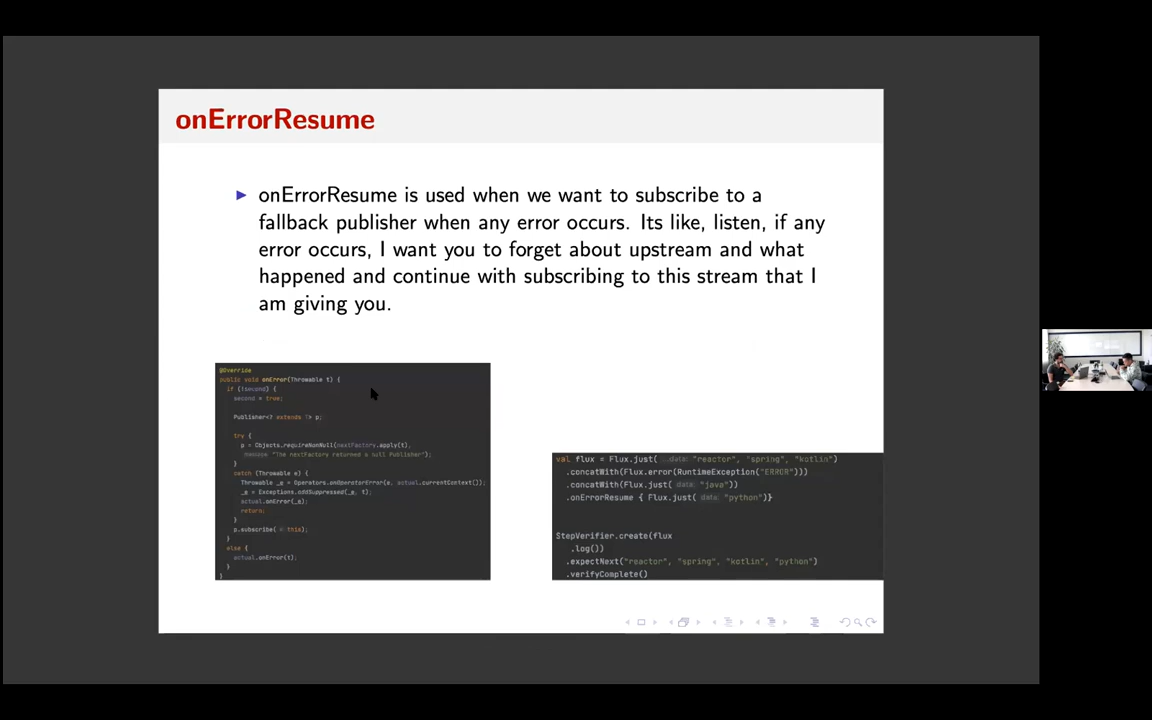 onErrorResume
onErrorResume is used when we want to subscribe to a
fallback publisher when any error occurs. Its like, listen, if any
error occurs, I want you to forget about upstream and what
happened and continue with subscribing to this stream that I
am giving you.
@Override
public void onError(Throwable t) {
if (!second) {
second = true;
Publisher<? extends T> p;
try {
p = Objects.requireNonNull(nextFactory.apply(t),
message: "The nextFactory returned a null Publisher");
}
catch (Throwable e) {
Throwable _e = Operators.onOperatorError(e, actual.currentContext());
_e = Exceptions.addSuppressed(_e, t);
actual.onError(_e);
return;
}
p.subscribe( s: this);
}
else {
actual.onError(t);
}
}
val flux = Flux.just( ...data: "reactor", "spring", "kotlin")
.concatWith(Flux.error(RuntimeException("ERROR")))
.concatWith(Flux.just( data: "java"))
.onErrorResume { Flux.just( data: "python")}
StepVerifier.create(flux
.log())
.expectNext("reactor", "spring", "kotlin", "python")
.verifyComplete()